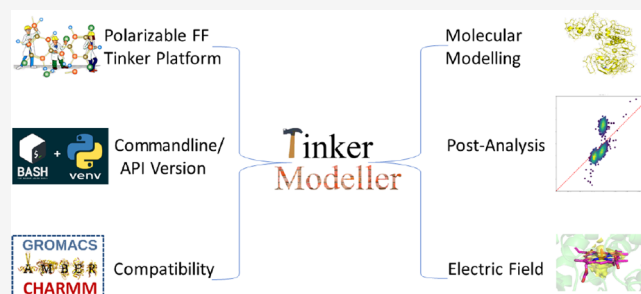 Polarizable FF
Tinker Platform
Commandline/
API Version
BASH + venv
GROMACS
AMBER
CHARMM
Compatibility
Tinker
Modeller
Molecular
Modelling
Post-Analysis
Electric Field